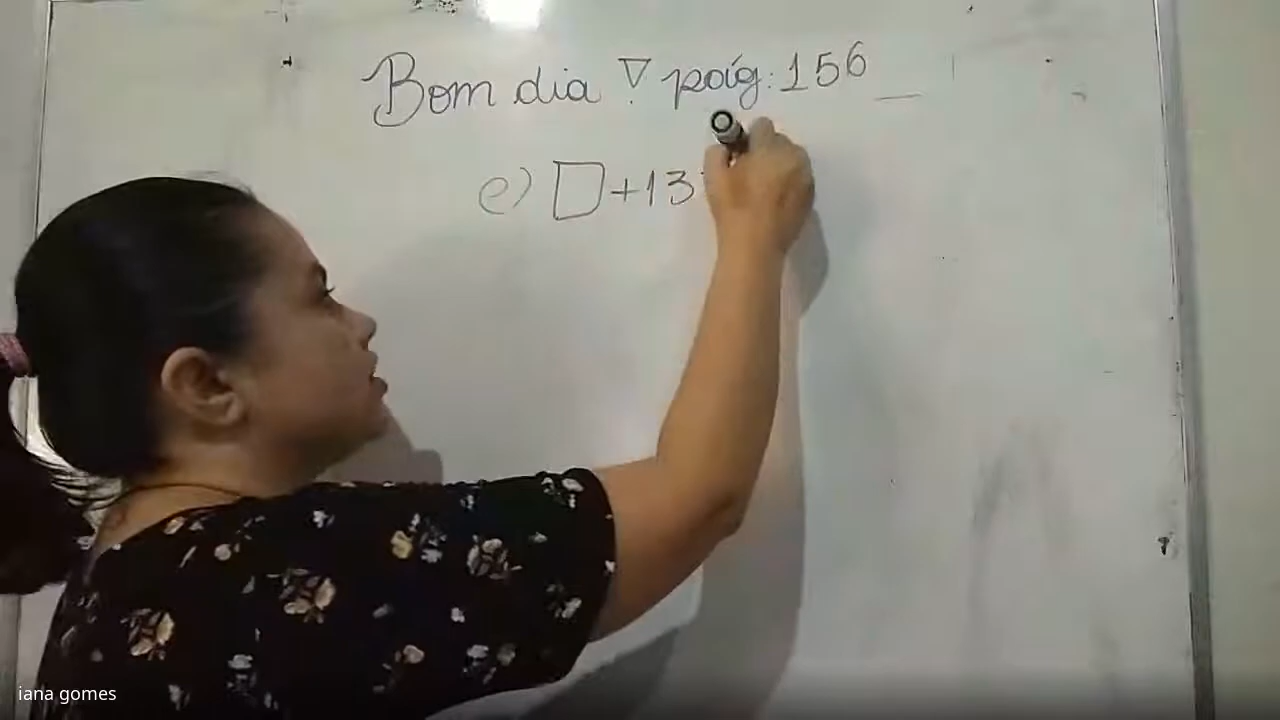 Bom dia ! pág: 156
e) □ + 13
iana gomes